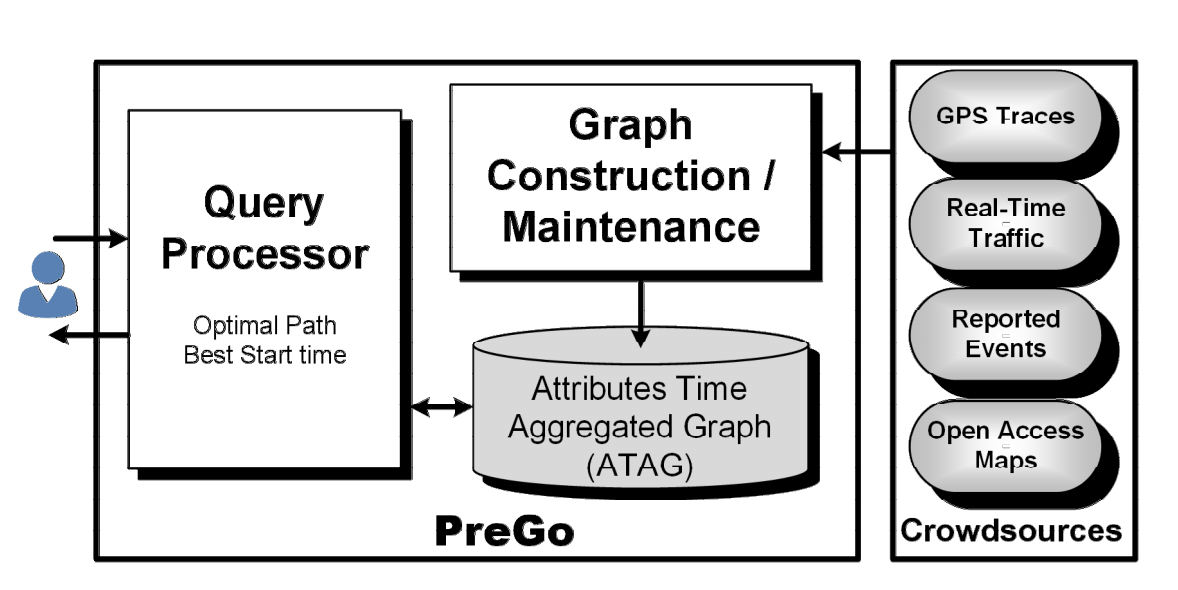 Query
Processor
Optimal Path
Best Start time
Graph
Construction /
Maintenance
Attributes Time
Aggregated Graph
(ATAG)
PreGo
GPS Traces
Real-Time
Traffic
Reported
Events
Open Access
Maps
Crowdsources